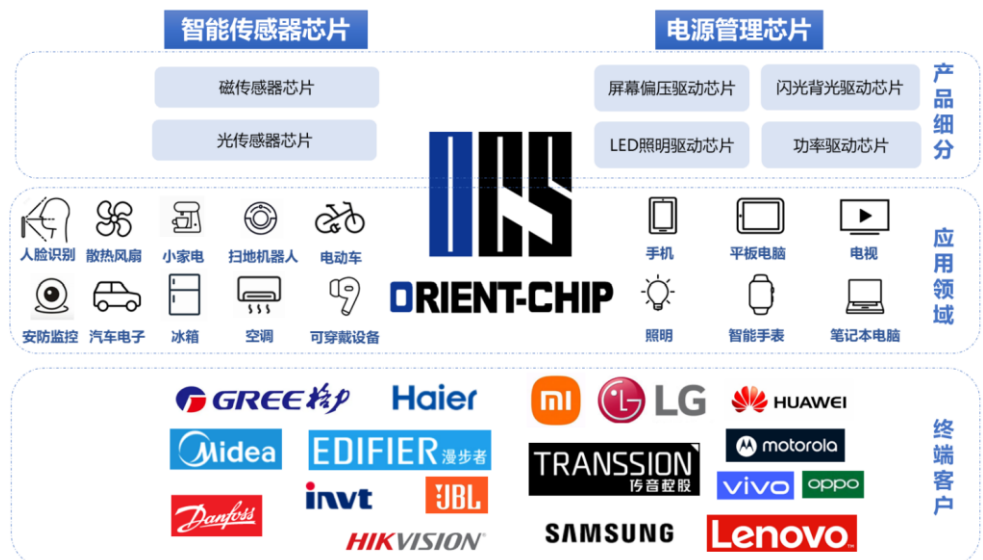 智能传感器芯片
电源管理芯片
磁传感器芯片
光传感器芯片
屏幕偏压驱动芯片
闪光背光驱动芯片
LED照明驱动芯片
功率驱动芯片
产品细分
OCS
ORIENT-CHIP
人脸识别
散热风扇
小家电
扫地机器人
电动车
手机
平板电脑
电视
安防监控
汽车电子
冰箱
空调
可穿戴设备
照明
智能手表
笔记本电脑
应用领域
GREE格力
Haier
mi
LG
HUAWEI
Midea
EDIFIER漫步者
TRANSSION
传音控股
motorola
invt
JBL
vivo
oppo
Danfoss
HIKVISION
SAMSUNG
Lenovo
终端客户